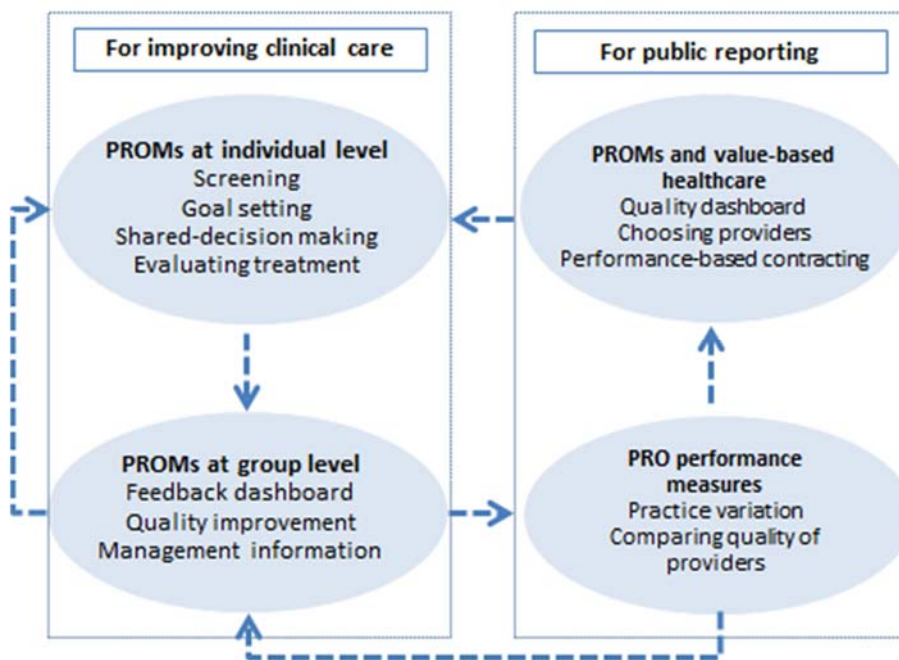 For improving clinical care
PROMs at individual level
Screening
Goal setting
Shared-decision making
Evaluating treatment
PROMs at group level
Feedback dashboard
Quality improvement
Management information
For public reporting
PROMs and value-based
healthcare
Quality dashboard
Choosing providers
Performance-based contracting
PRO performance
measures
Practice variation
Comparing quality of
providers